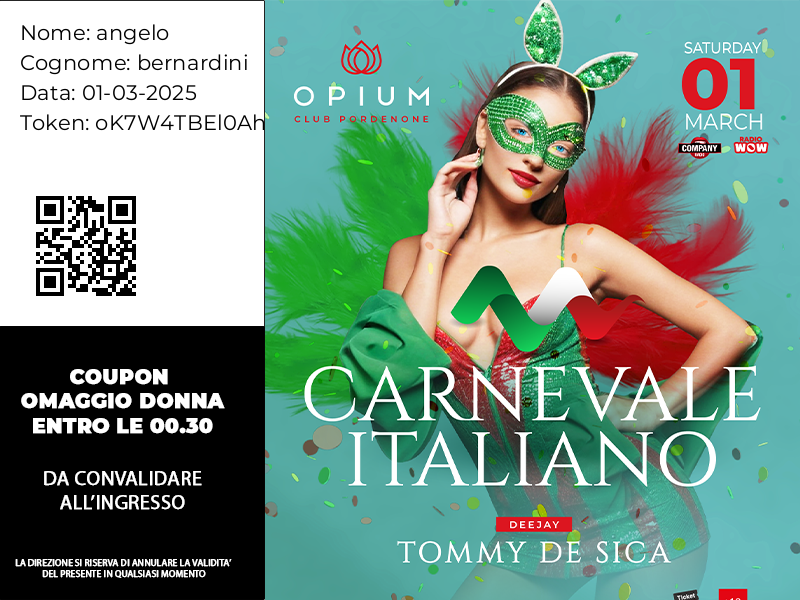 Nome: angelo
Cognome: bernardini
Data: 01-03-2025
Token: oK7W4TBEl0Ah
COUPON
OMAGGIO DONNA
ENTRO LE 00.30
DA CONVALIDARE
ALL'INGRESSO
LA DIREZIONE SI RISERVA DI ANNULARE LA VALIDITA'
DEL PRESENTE IN QUALSIASI MOMENTO
OPIUM
CLUB PORDENONE
SATURDAY
01
MARCH
COMPANY
RADIO
WOW
CARNEVALE
ITALIANO
DEEJAY
TOMMY DE SICA
Ticket